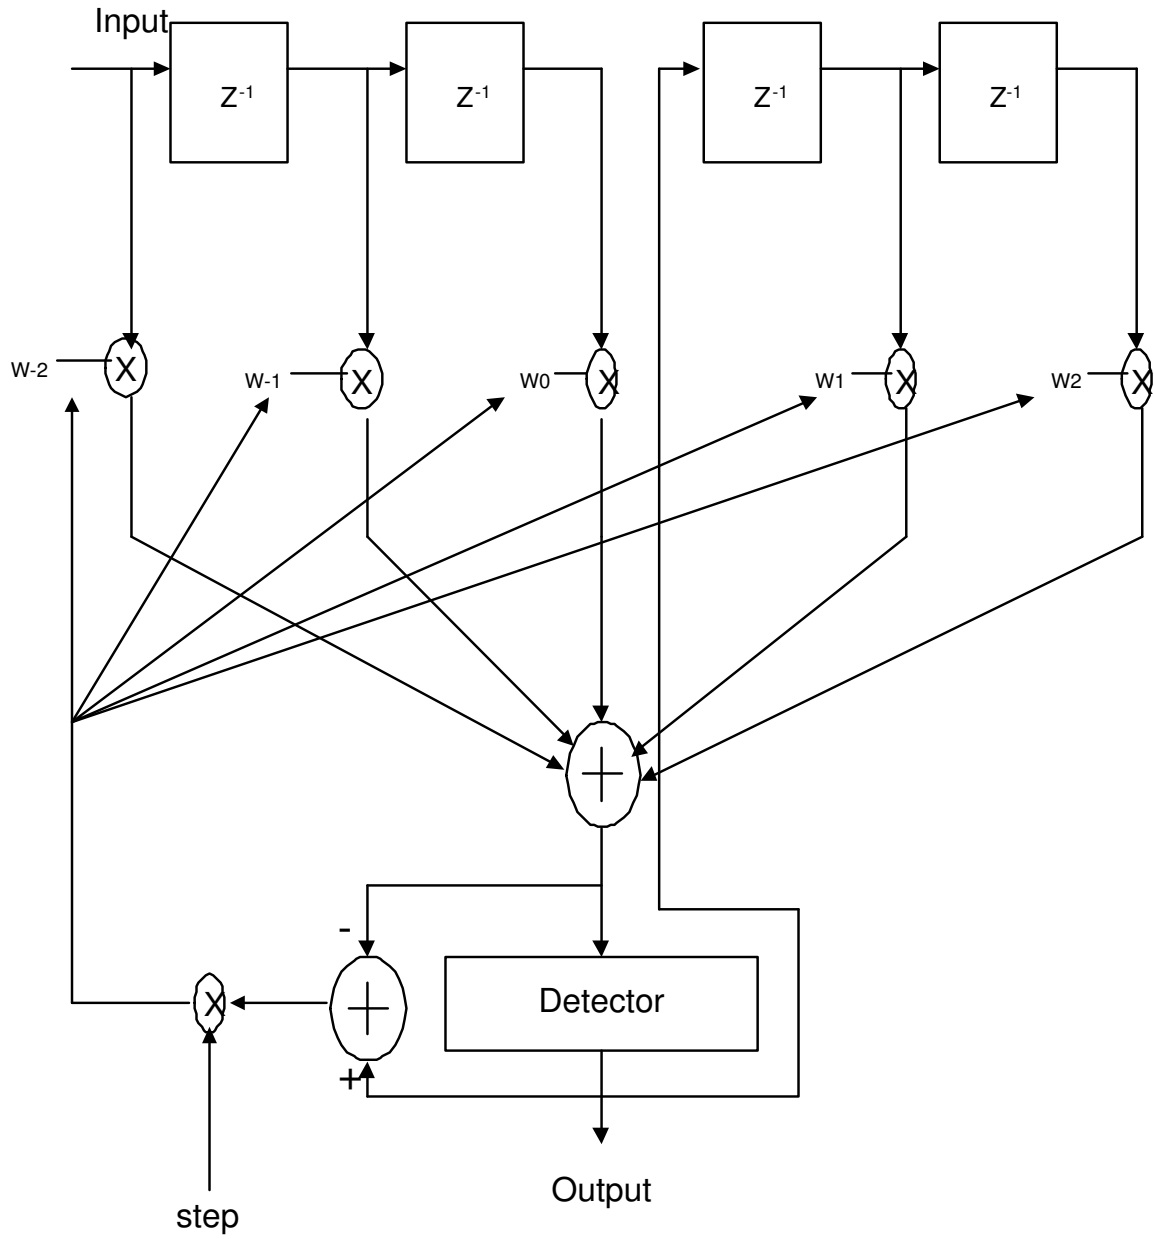 Input
Z-1 Z-1 Z-1 Z-1
W-2 X W-1 X W0 X W1 X W2 X
+
-
X + Detector
+
Output
step